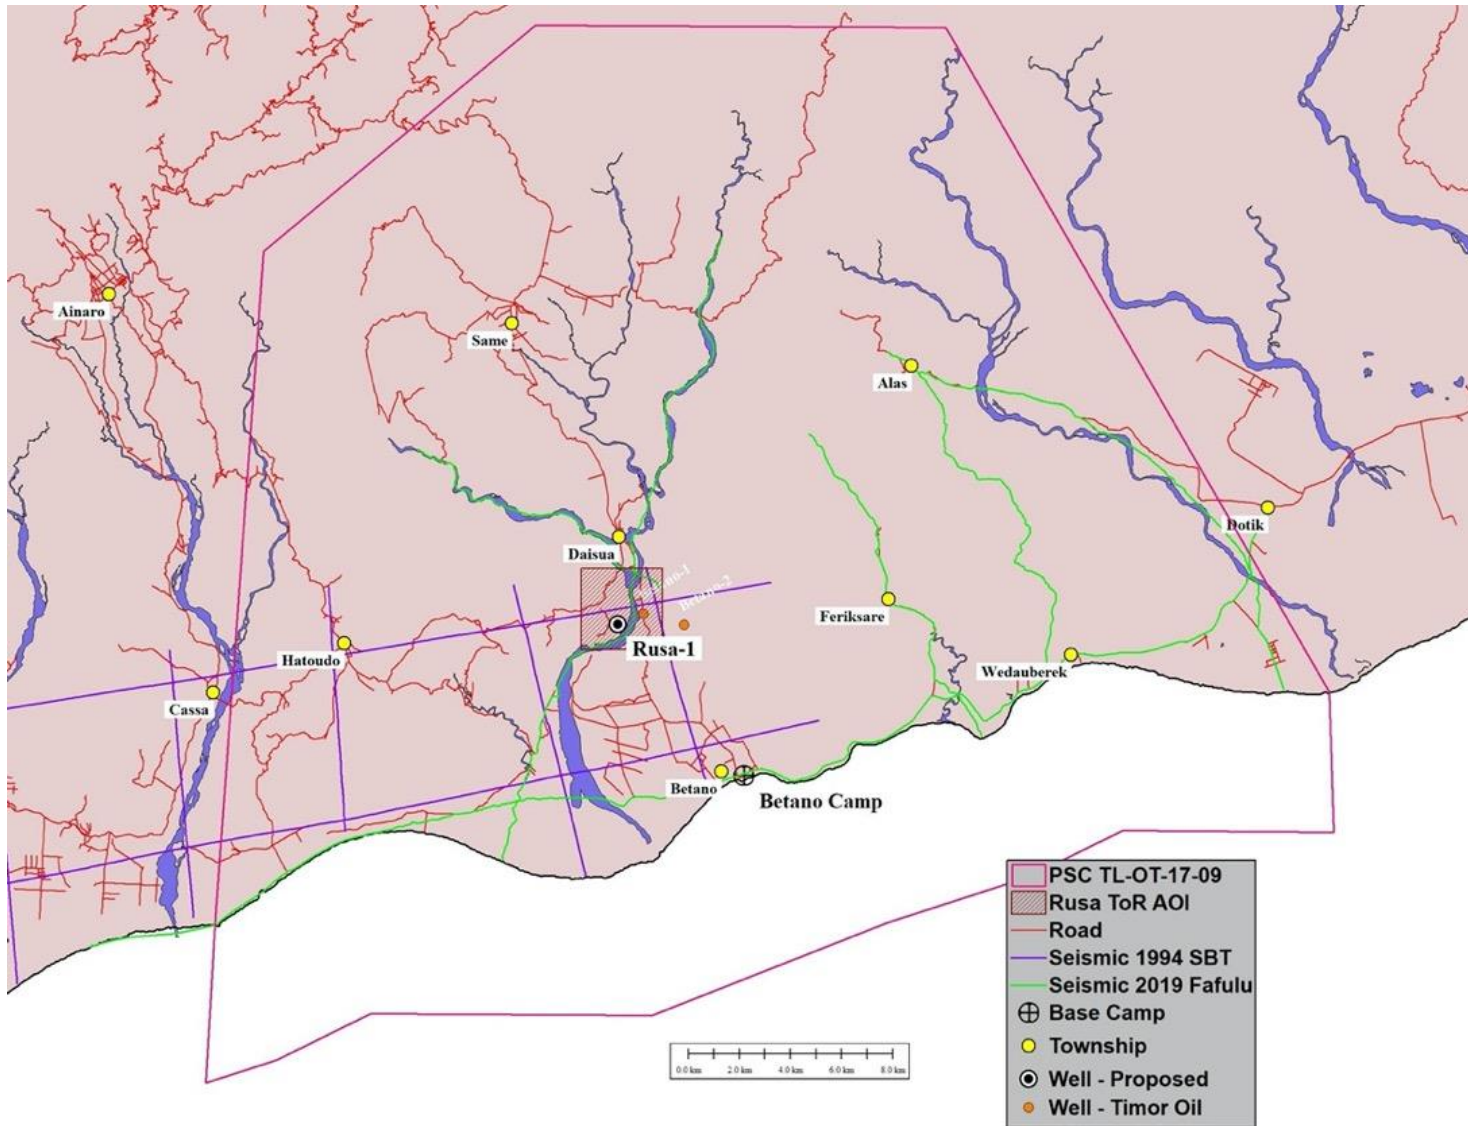 Ainaro
Same
Alas
Dotik
Daisua
Betano-2
Feriksare
Rusa-1
Hatoudo
Wedauberek
Cassa
Betano
Betano Camp
PSC TL-OT-17-09
Rusa ToR AOI
Road
Seismic 1994 SBT
Seismic 2019 Fafulu
Base Camp
Township
Well - Proposed
Well - Timor Oil
0.0 km 2.0 km 4.0 km 6.0 km 8.0 km